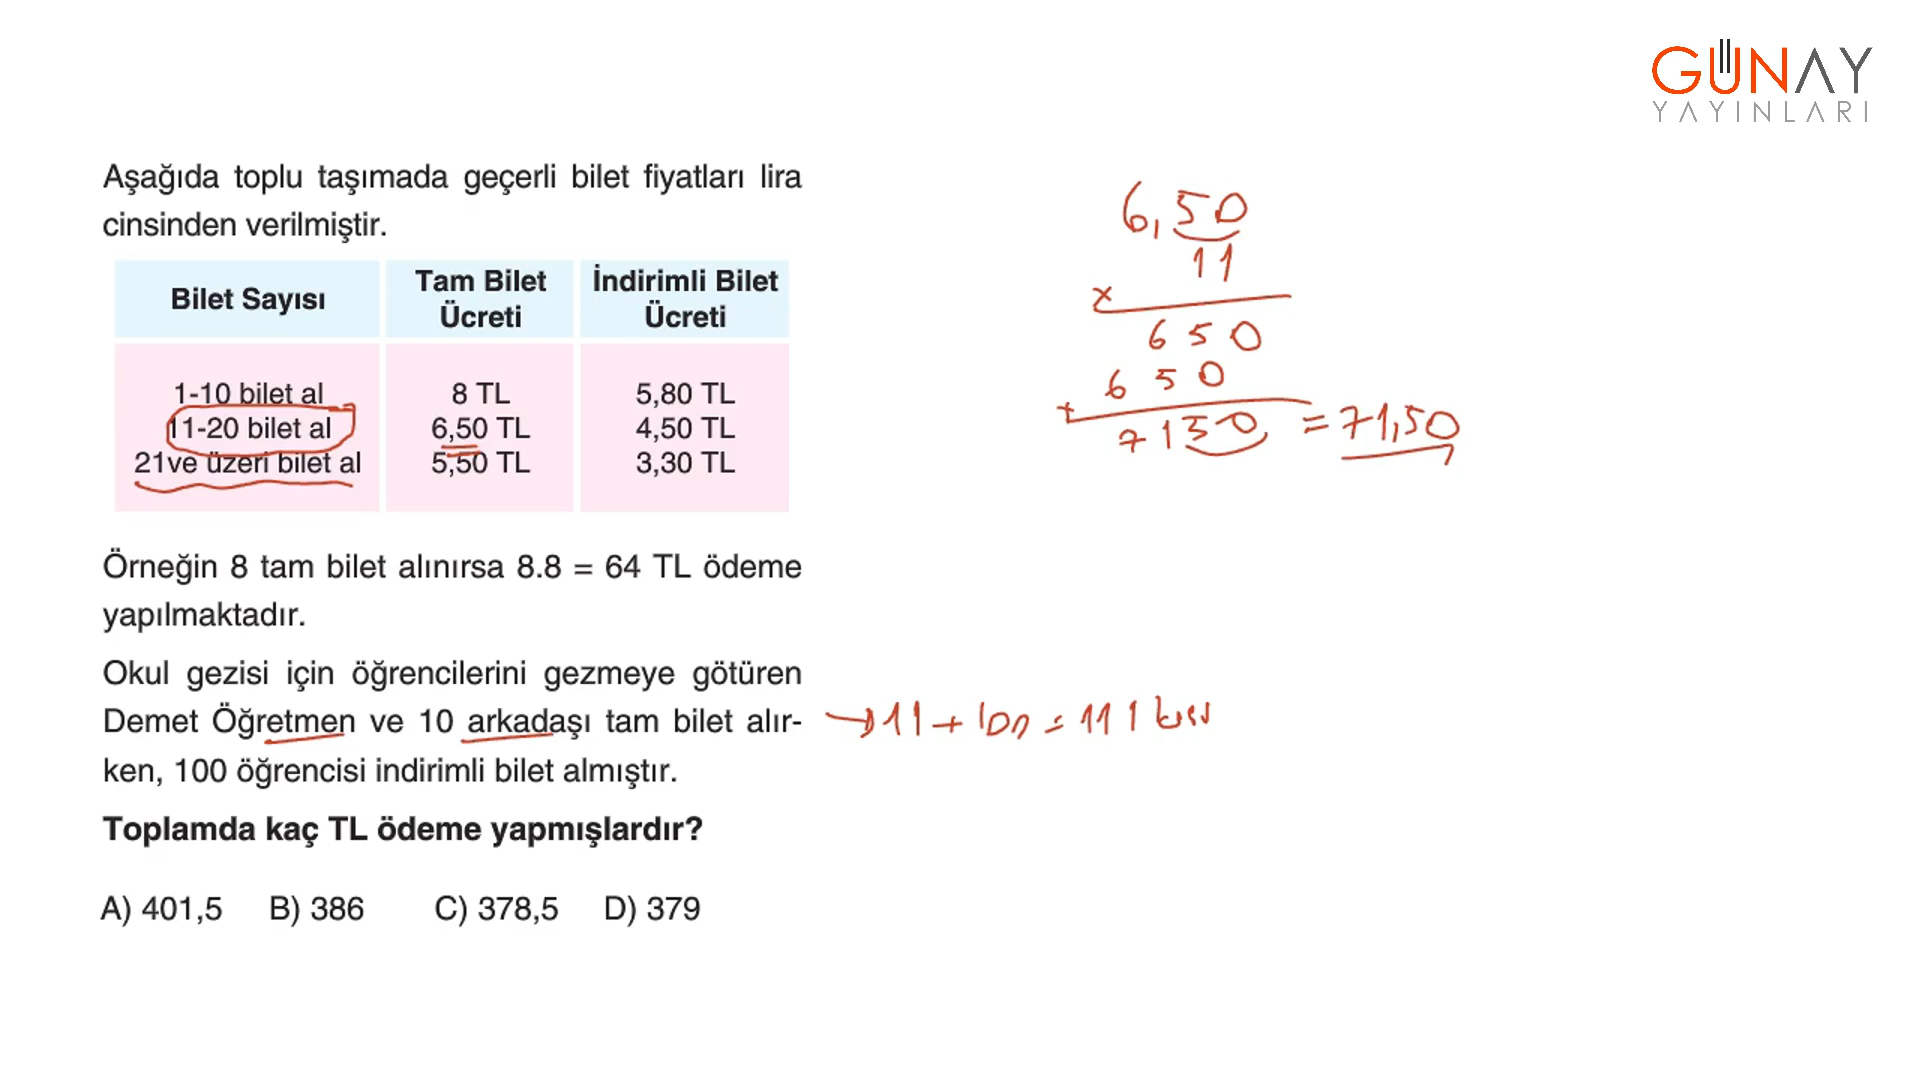 GÜNAY
YAYINLARI
Aşağıda toplu taşımada geçerli bilet fiyatları lira
cinsinden verilmiştir.
Bilet Sayısı Tam Bilet Ücreti İndirimli Bilet Ücreti
1-10 bilet al 8 TL 5,80 TL
11-20 bilet al 6,50 TL 4,50 TL
21ve üzeri bilet al 5,50 TL 3,30 TL
Örneğin 8 tam bilet alınırsa 8.8 = 64 TL ödeme
yapılmaktadır.
Okul gezisi için öğrencilerini gezmeye götüren
Demet Öğretmen ve 10 arkadaşı tam bilet alır-
ken, 100 öğrencisi indirimli bilet almıştır.
Toplamda kaç TL ödeme yapmışlardır?
A) 401,5 B) 386 C) 378,5 D) 379
6,50
11
x
650
650
+
7150 = 71,50
→ 11 + 100 = 111 kişi